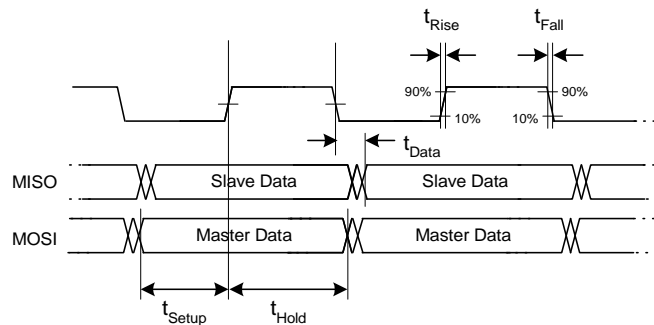 tRise tFall
90% 90%
10% 10%
tData
MISO Slave Data Slave Data
MOSI Master Data Master Data
tSetup tHold